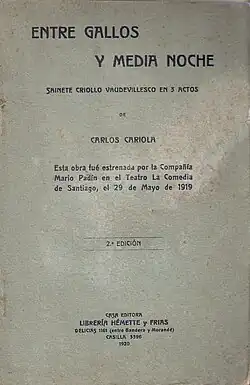 ENTRE GALLOS
Y MEDIA NOCHE
SAINETE CRIOLLO VAUDEVILLESCO EN 3 ACTOS
DE
CARLOS CARIOLA
Esta obra fué estrenada por la Compañía
Mario Padín en el Teatro La Comedia
de Santiago, el 29 de Mayo de 1919
2.ª EDICIÓN
CASA EDITORA
LIBRERÍA HÉMETTE y FRIAS
DELICIAS 1161 (entre Bandera y Morandé)
CASILLA 3396
1920